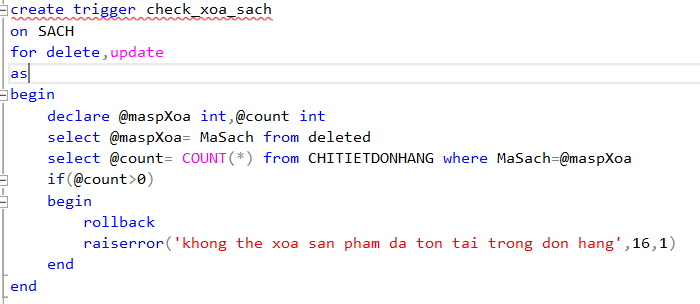 create trigger check_xoa_sach
on SACH
for delete,update
as
begin
declare @maspXoa int,@count int
select @maspXoa= MaSach from deleted
select @count= COUNT(*) from CHITIETDONHANG where MaSach=@maspXoa
if(@count>0)
begin
rollback
raiserror('khong the xoa san pham da ton tai trong don hang',16,1)
end
end